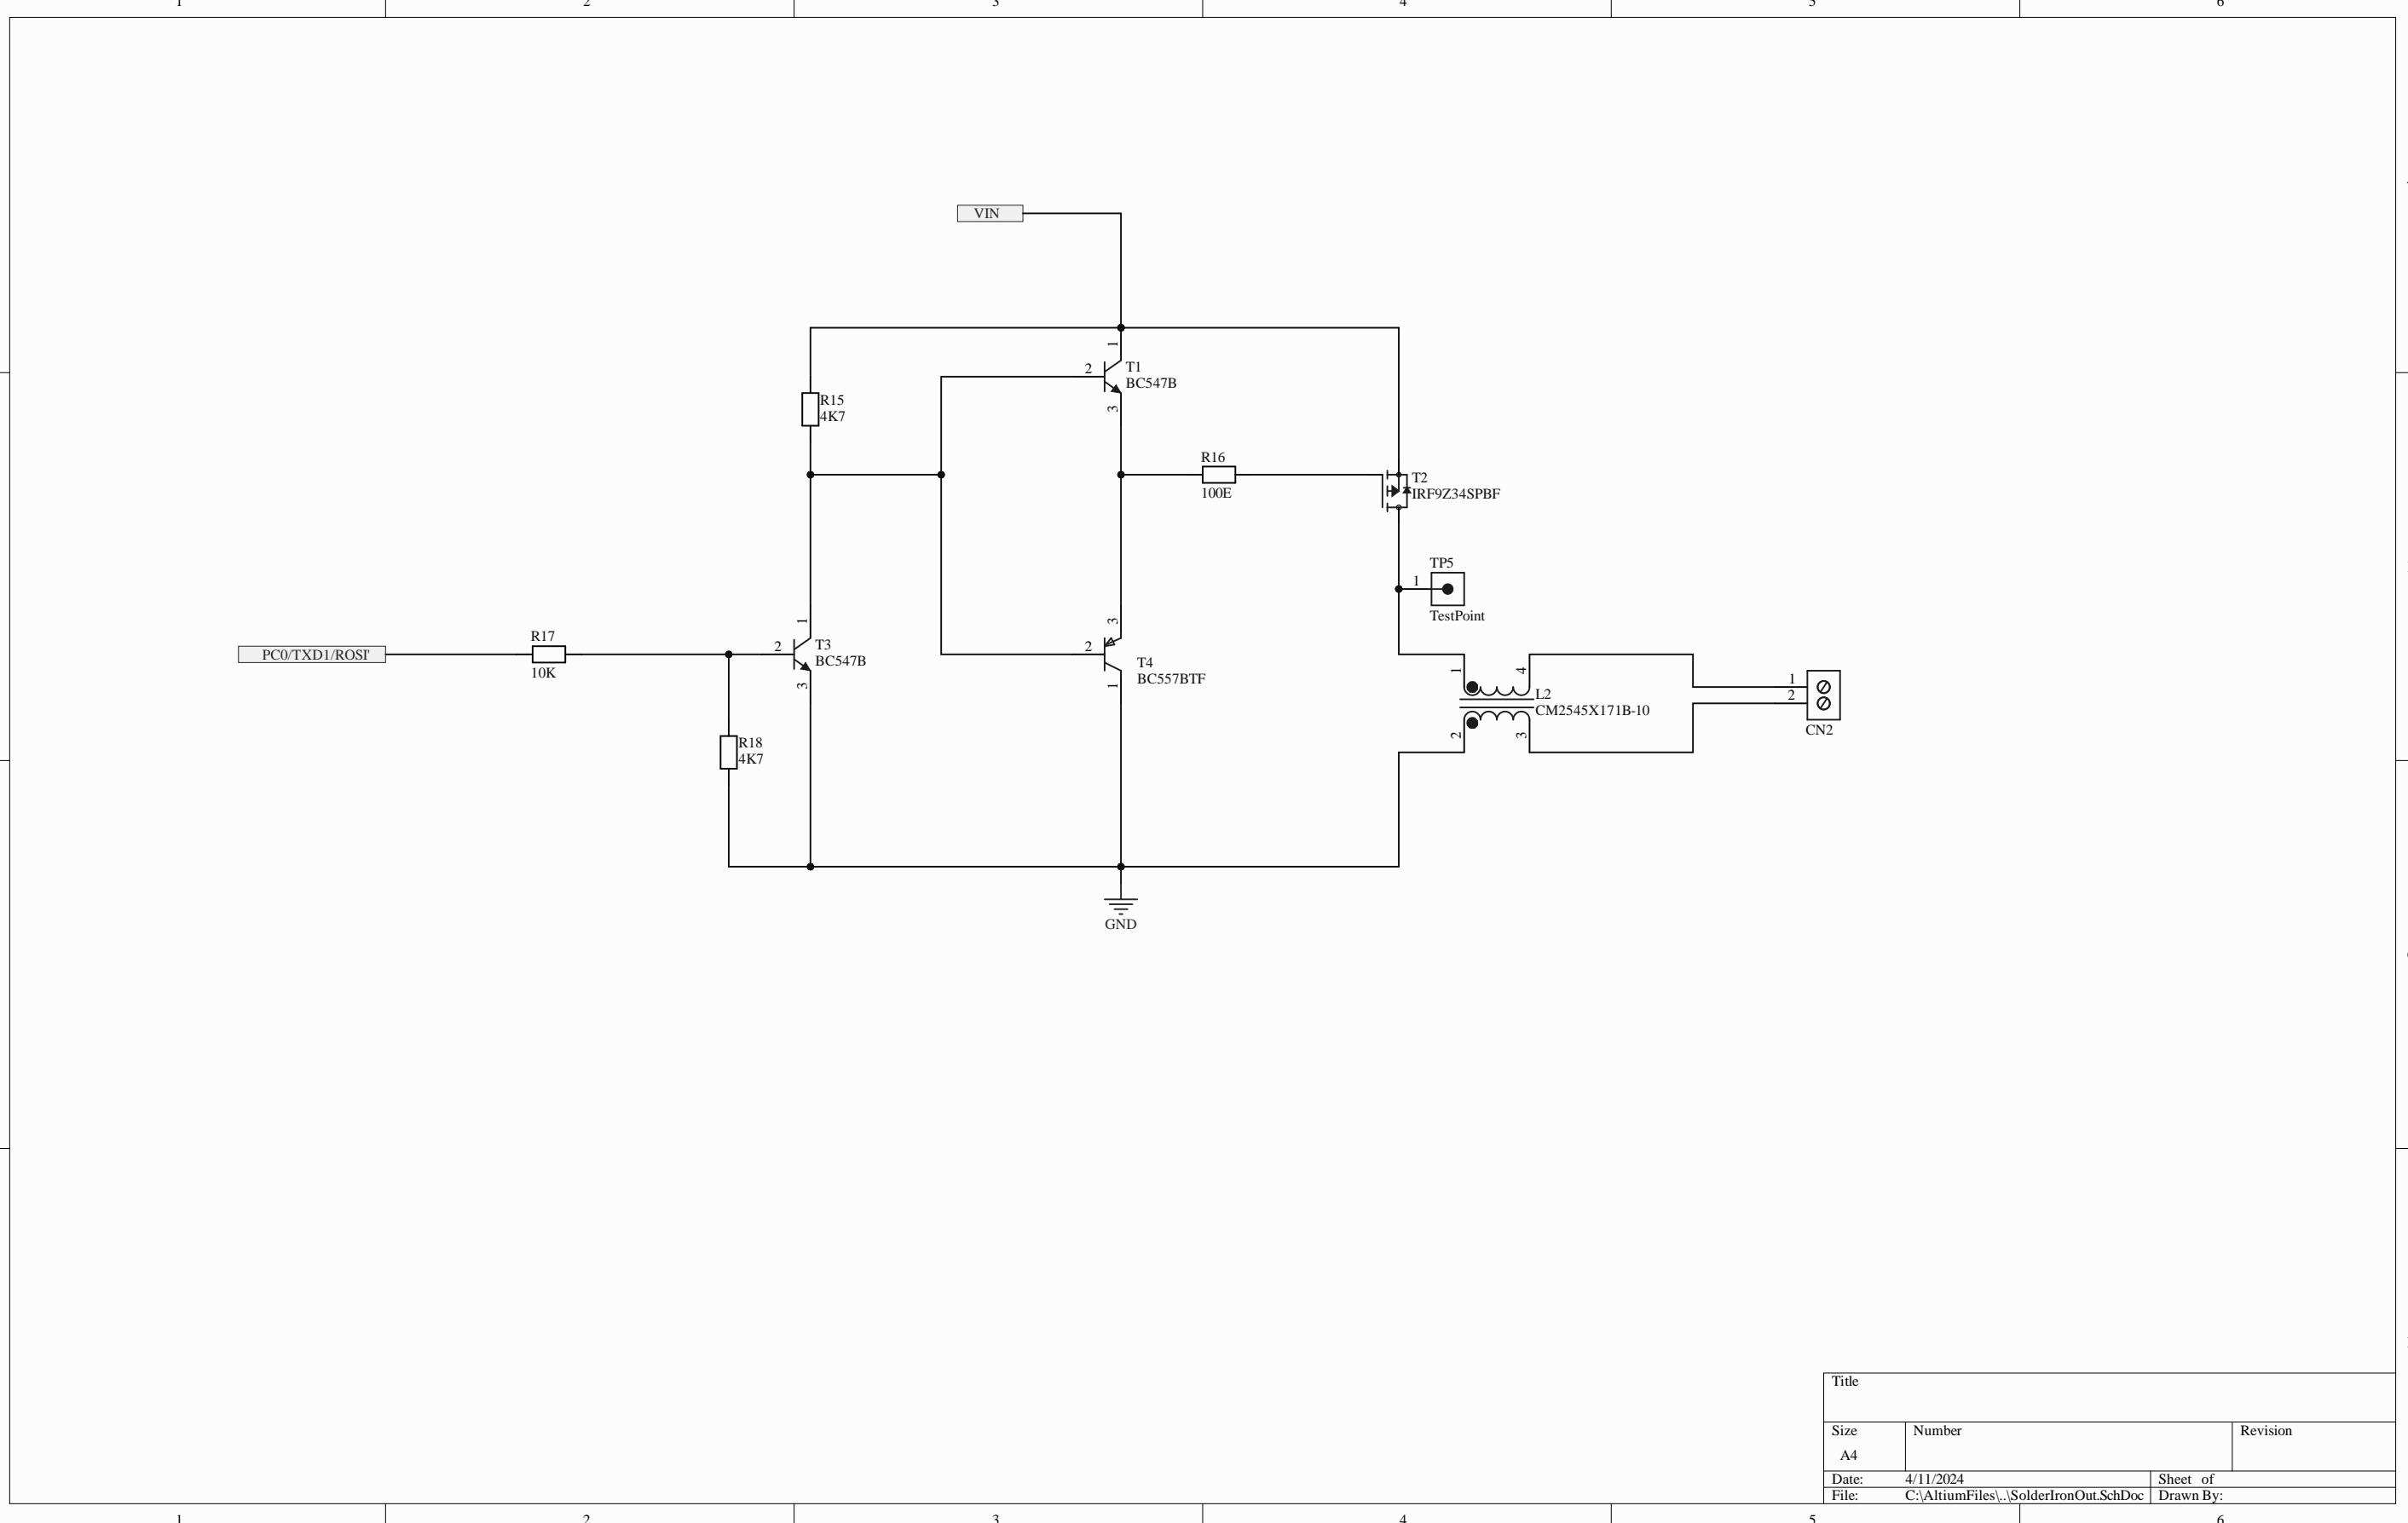 1 2 3 4 5 6
VIN
1
2
T1
BC547B
3
R15
4K7
R16
100E
T2
IRF9Z34SPBF
TP5
1
TestPoint
PC0/TXD1/ROSI'
R17
10K
1
2
T3
BC547B
3
3
2
T4
BC557BTF
1
R18
4K7
1
4
L2
CM2545X171B-10
2
3
1
2
CN2
GND
Title
Size
Number
Revision
A4
Date:
4/11/2024
Sheet of
File:
C:\AltiumFiles\..\SolderIronOut.SchDoc
Drawn By:
1 2 3 4 5 6